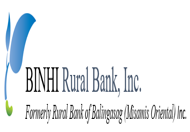 BINHI Rural Bank, Inc.
Formerly Rural Bank of Balingasag (Misamis Oriental) Inc.